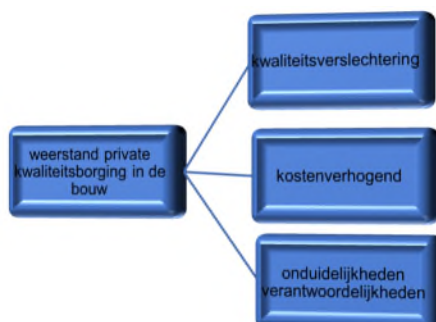 kwaliteitsverslechtering
weerstand private
kwaliteitsborging in de
bouw
kostenverhogend
onduidelijkheden
verantwoordelijkheden